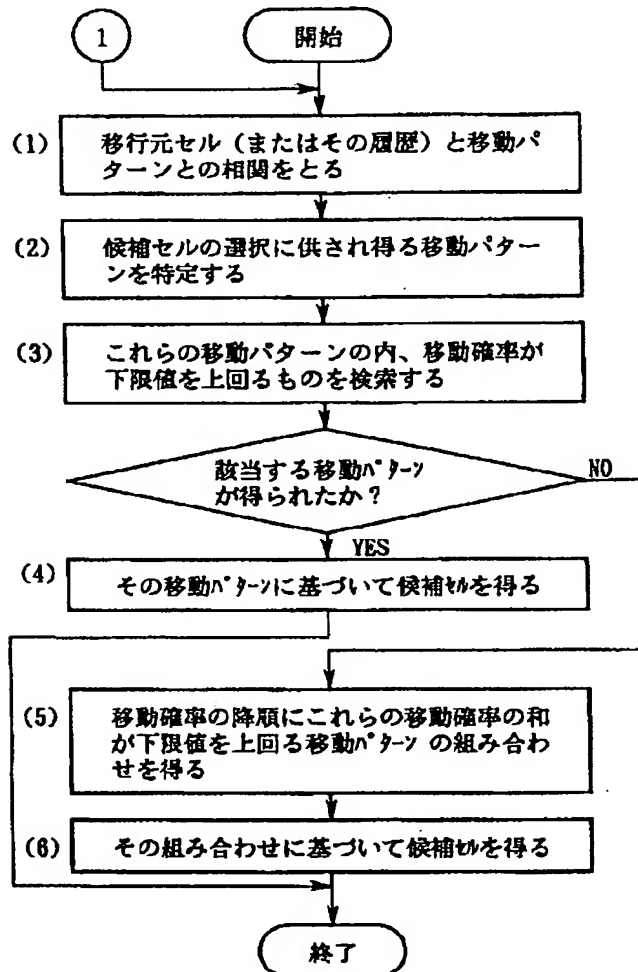 1
開始
(1)
移行元セル（またはその履歴）と移動パ
ターンとの相関をとる
(2)
候補セルの選択に供され得る移動パター
ンを特定する
(3)
これらの移動パターンの内、移動確率が
下限値を上回るものを検索する
該当する移動ﾊﾟﾀｰﾝ
が得られたか？
NO
YES
(4)
その移動ﾊﾟﾀｰﾝに基づいて候補ｾﾙを得る
(5)
移動確率の降順にこれらの移動確率の和
が下限値を上回る移動ﾊﾟﾀｰﾝ の組み合わ
せを得る
(6)
その組み合わせに基づいて候補ｾﾙを得る
終了